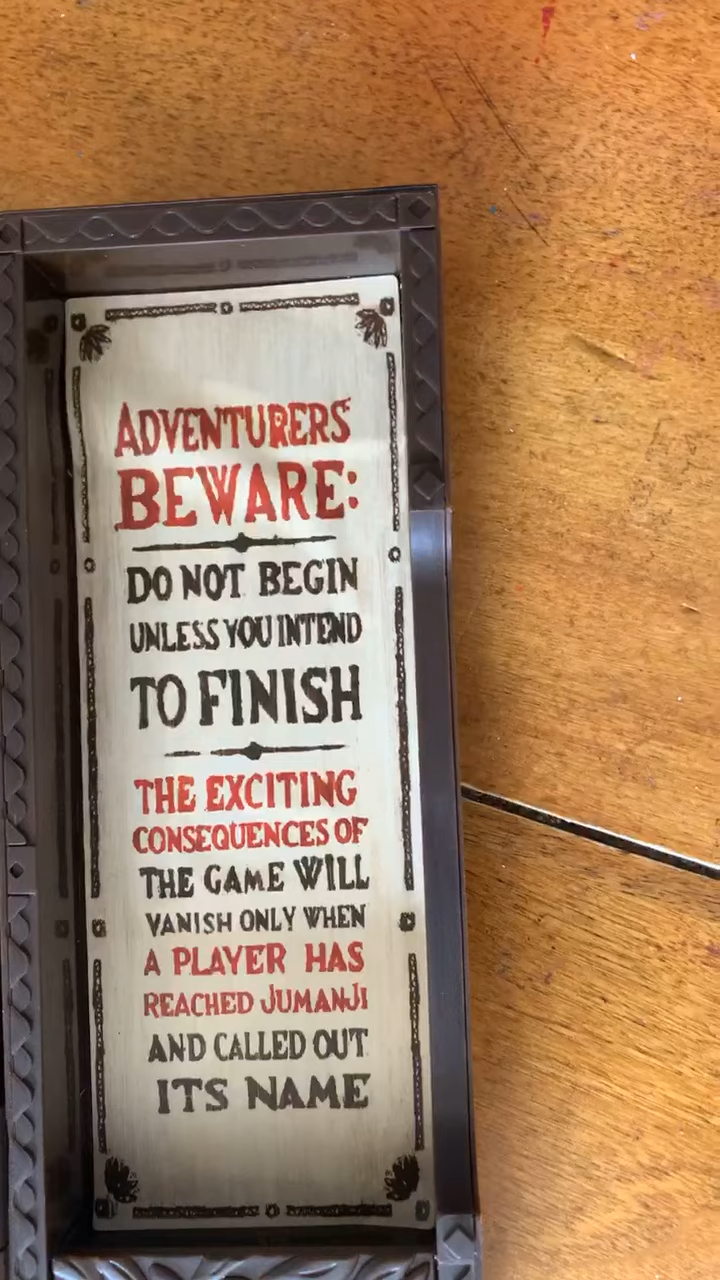 ADVENTURERS
BEWARE:
DO NOT BEGIN
UNLESS YOU INTEND
TO FINISH
THE EXCITING
CONSEQUENCES OF
THE GAME WILL
VANISH ONLY WHEN
A PLAYER HAS
REACHED JUMANJI
AND CALLED OUT
ITS NAME